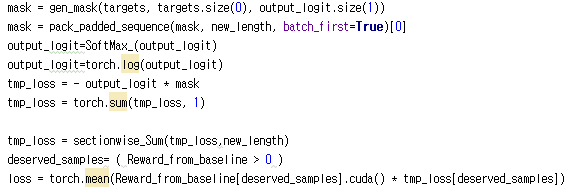 mask = gen_mask(targets, targets.size(0), output_logit.size(1))
mask = pack_padded_sequence(mask, new_length, batch_first=True)[0]
output_logit=SoftMax_(output_logit)
output_logit=torch.log(output_logit)
tmp_loss = - output_logit * mask
tmp_loss = torch.sum(tmp_loss, 1)
tmp_loss = sectionwise_Sum(tmp_loss,new_length)
deserved_samples= ( Reward_from_baseline > 0 )
loss = torch.mean(Reward_from_baseline[deserved_samples].cuda() * tmp_loss[deserved_samples])